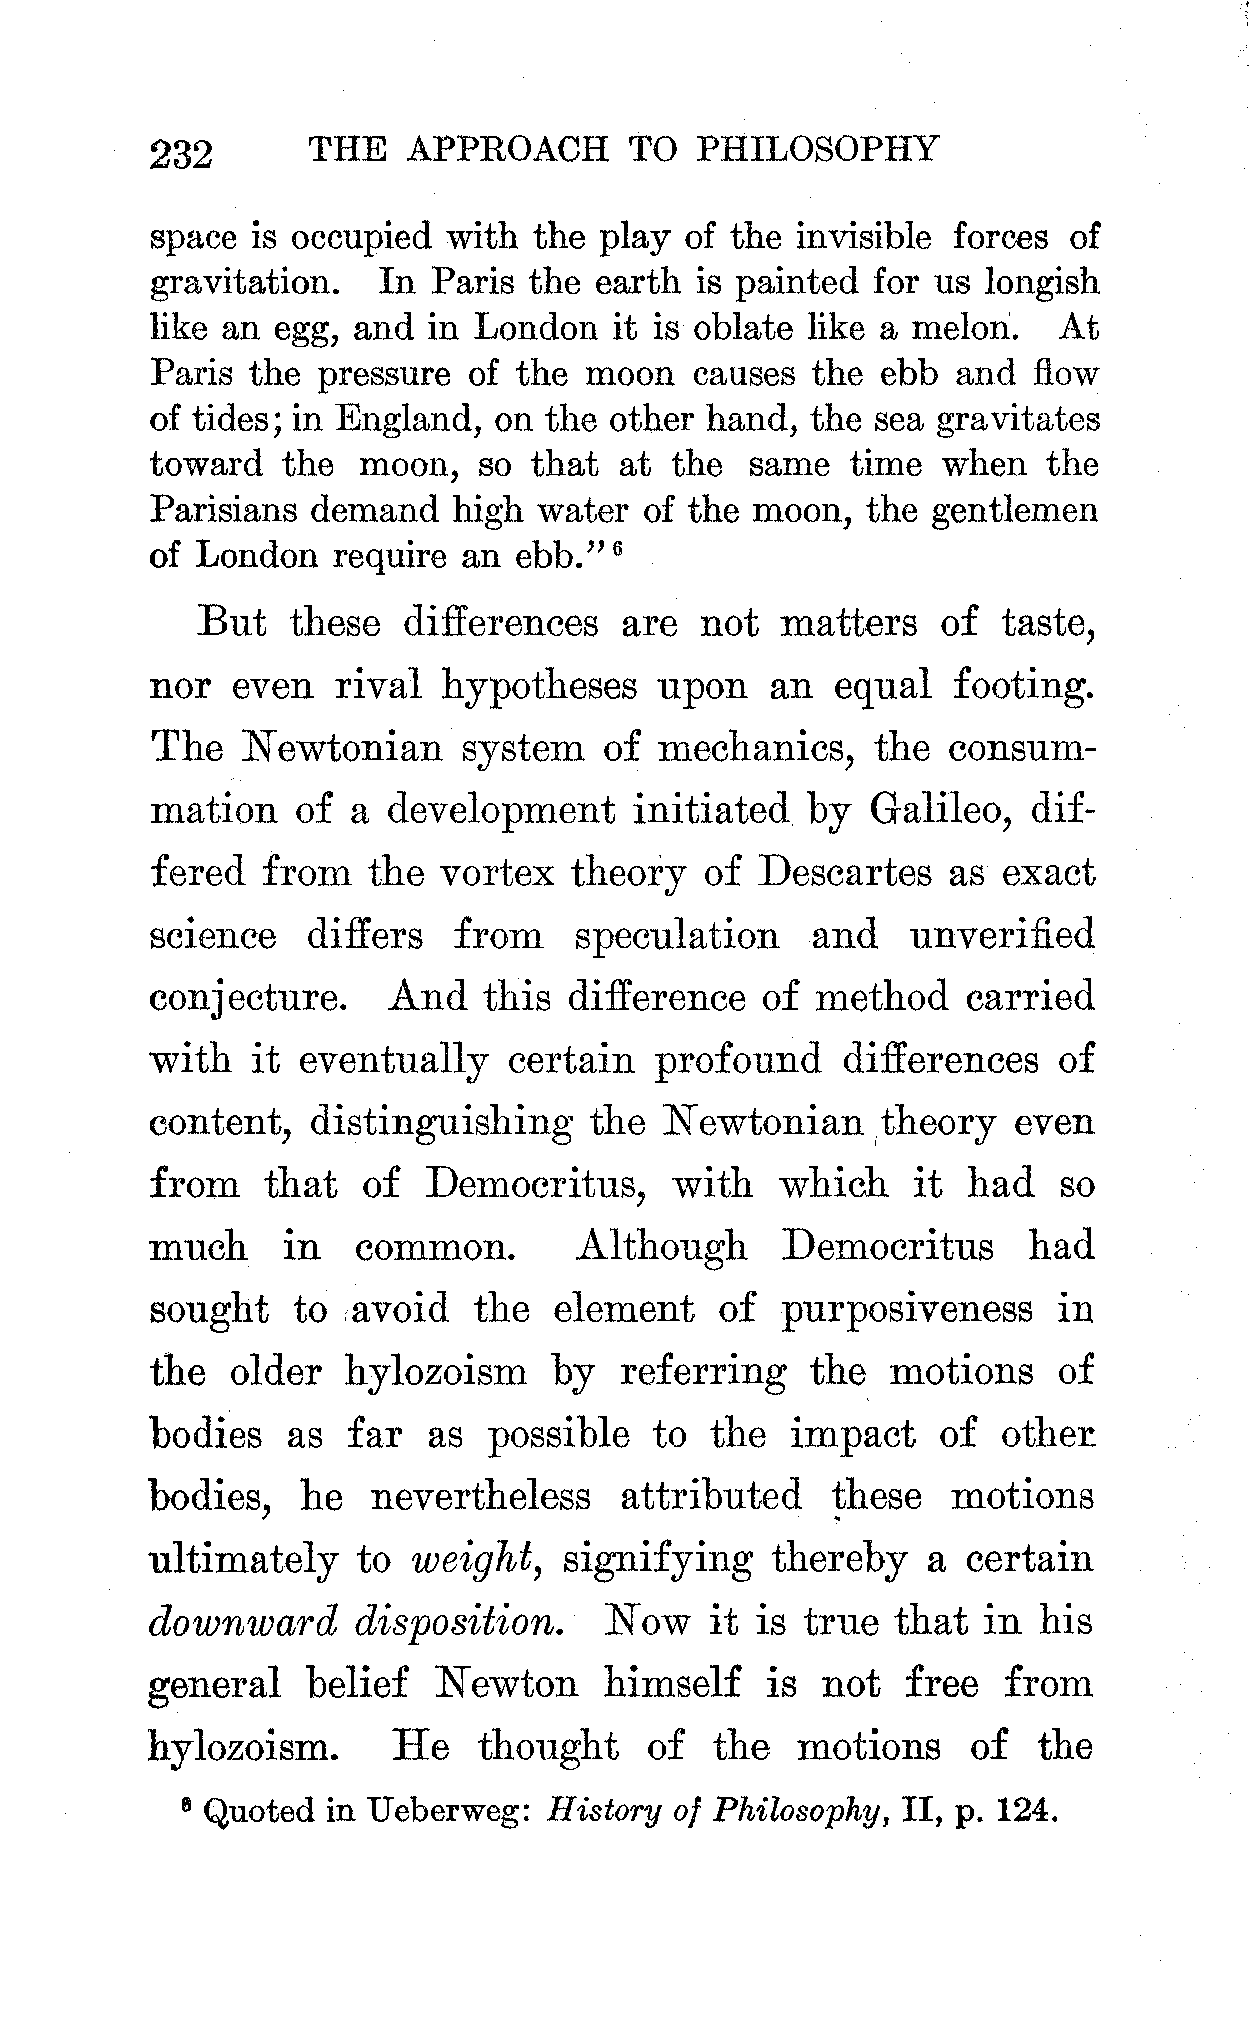 232 THE APPROACH TO PHILOSOPHY
space is occupied with the play of the invisible forces of
gravitation. In Paris the earth is painted for us longish
like an egg, and in London it is oblate like a melon. At
Paris the pressure of the moon causes the ebb and flow
of tides; in England, on the other hand, the sea gravitates
toward the moon, so that at the same time when the
Parisians demand high water of the moon, the gentlemen
of London require an ebb." 6
But these differences are not matters of taste,
nor even rival hypotheses upon an equal footing.
The Newtonian system of mechanics, the consum-
mation of a development initiated by Galileo, dif-
fered from the vortex theory of Descartes as exact
science differs from speculation and unverified
conjecture. And this difference of method carried
with it eventually certain profound differences of
content, distinguishing the Newtonian theory even
from that of Democritus, with which it had so
much in common. Although Democritus had
sought to avoid the element of purposiveness in
the older hylozoism by referring the motions of
bodies as far as possible to the impact of other
bodies, he nevertheless attributed these motions
ultimately to weight, signifying thereby a certain
downward disposition. Now it is true that in his
general belief Newton himself is not free from
hylozoism. He thought of the motions of the
6 Quoted in Ueberweg: History of Philosophy, II, p. 124.